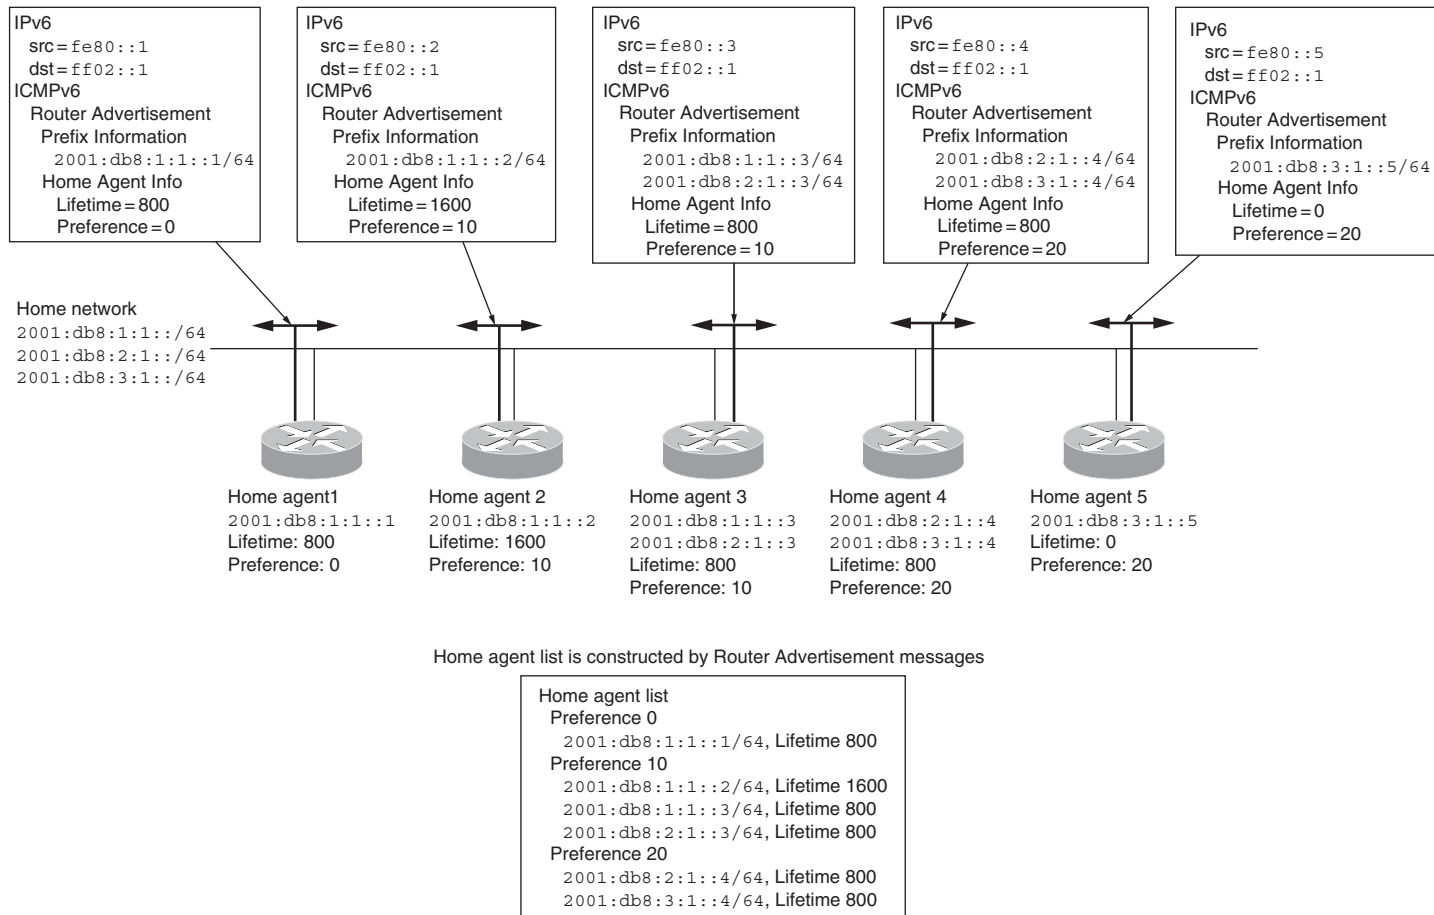 IPv6
src=fe80::1
dst=ff02::1
ICMPv6
Router Advertisement
Prefix Information
2001:db8:1:1::1/64
Home Agent Info
Lifetime=800
Preference=0
IPv6
src=fe80::2
dst=ff02::1
ICMPv6
Router Advertisement
Prefix Information
2001:db8:1:1::2/64
Home Agent Info
Lifetime=1600
Preference=10
IPv6
src=fe80::3
dst=ff02::1
ICMPv6
Router Advertisement
Prefix Information
2001:db8:1:1::3/64
2001:db8:2:1::3/64
Home Agent Info
Lifetime=800
Preference=10
IPv6
src=fe80::4
dst=ff02::1
ICMPv6
Router Advertisement
Prefix Information
2001:db8:2:1::4/64
2001:db8:3:1::4/64
Home Agent Info
Lifetime=800
Preference=20
IPv6
src=fe80::5
dst=ff02::1
ICMPv6
Router Advertisement
Prefix Information
2001:db8:3:1::5/64
Home Agent Info
Lifetime=0
Preference=20
Home network
2001:db8:1:1::/64
2001:db8:2:1::/64
2001:db8:3:1::/64
Home agent1
2001:db8:1:1::1
Lifetime: 800
Preference: 0
Home agent 2
2001:db8:1:1::2
Lifetime: 1600
Preference: 10
Home agent 3
2001:db8:1:1::3
2001:db8:2:1::3
Lifetime: 800
Preference: 10
Home agent 4
2001:db8:2:1::4
2001:db8:3:1::4
Lifetime: 800
Preference: 20
Home agent 5
2001:db8:3:1::5
Lifetime: 0
Preference: 20
Home agent list is constructed by Router Advertisement messages
Home agent list
Preference 0
2001:db8:1:1::1/64, Lifetime 800
Preference 10
2001:db8:1:1::2/64, Lifetime 1600
2001:db8:1:1::3/64, Lifetime 800
2001:db8:2:1::3/64, Lifetime 800
Preference 20
2001:db8:2:1::4/64, Lifetime 800
2001:db8:3:1::4/64, Lifetime 800